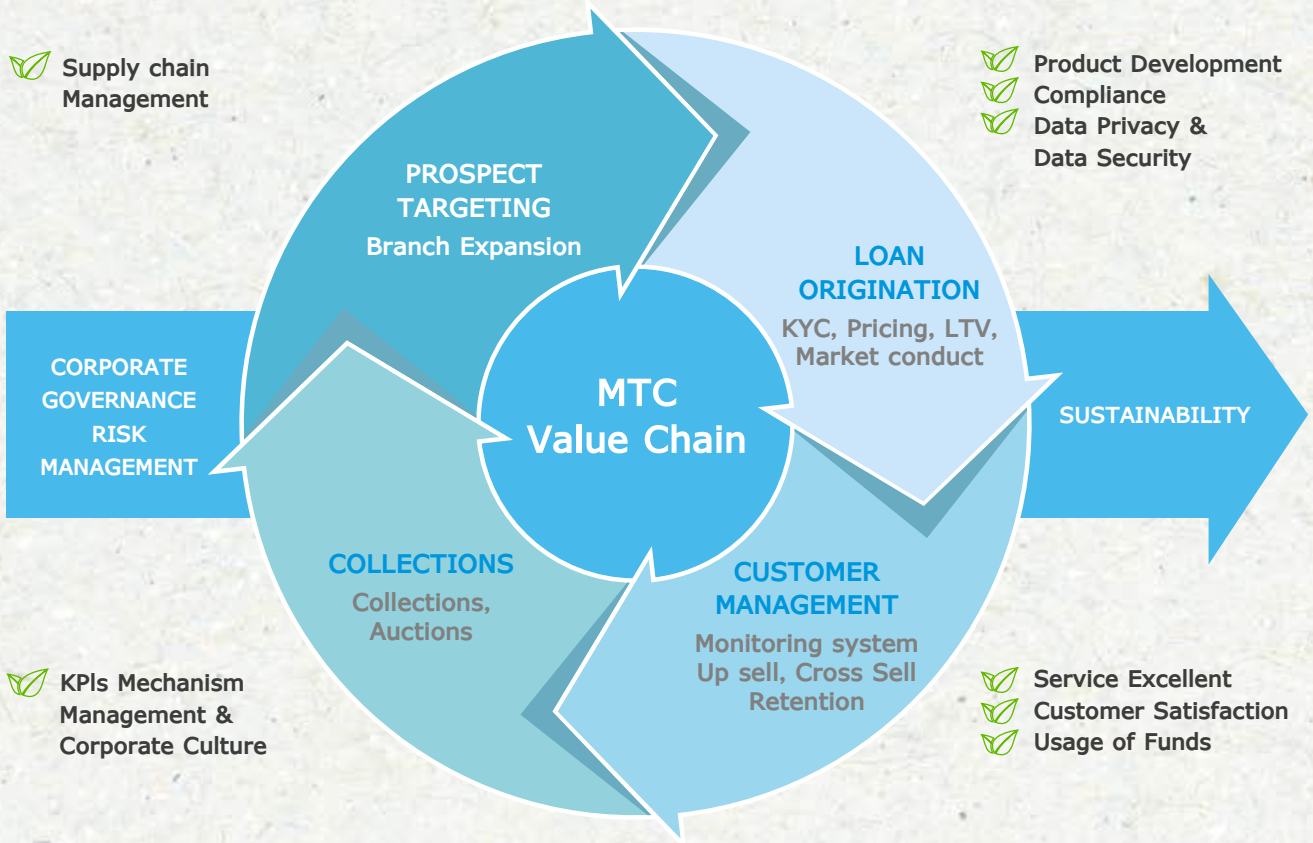 Supply chain
Management
Product Development
Compliance
Data Privacy &
Data Security
PROSPECT
TARGETING
Branch Expansion
LOAN
ORIGINATION
KYC, Pricing, LTV,
Market conduct
CORPORATE
GOVERNANCE
RISK
MANAGEMENT
MTC
Value Chain
SUSTAINABILITY
COLLECTIONS
Collections,
Auctions
CUSTOMER
MANAGEMENT
Monitoring system
Up sell, Cross Sell
Retention
KPIs Mechanism
Management &
Corporate Culture
Service Excellent
Customer Satisfaction
Usage of Funds